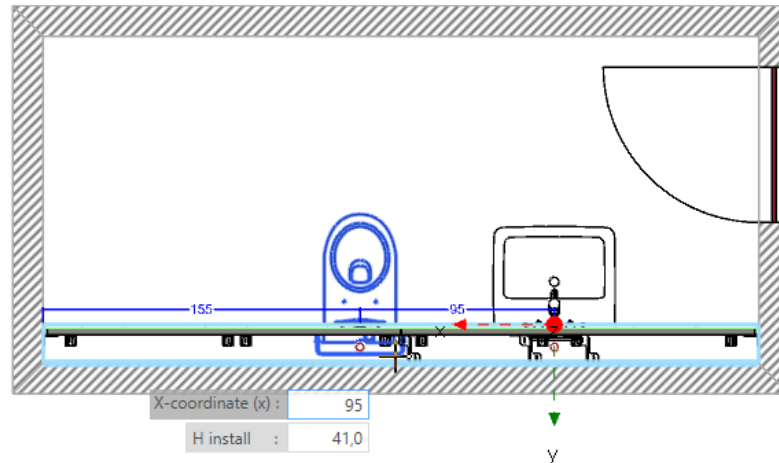 155
95
x
z
X-coordinate (x) : 95
H install : 41,0
y